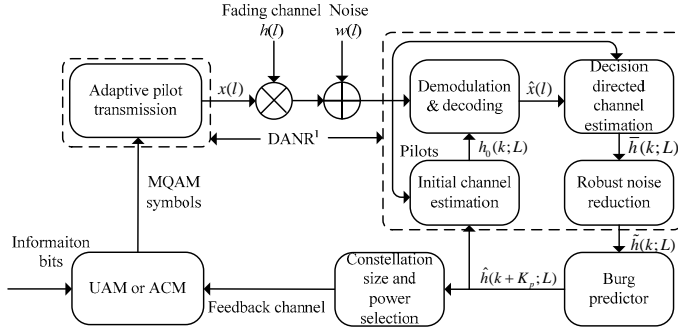 Fading channel
h(l)
Noise
w(l)
Adaptive pilot
transmission
x(l)
DANR¹
Demodulation
& decoding
x̂(l)
Decision
directed
channel
estimation
Pilots
h₀(k;L)
h̅(k;L)
Initial channel
estimation
Robust noise
reduction
MQAM
symbols
h̃(k;L)
Informaiton
bits
UAM or ACM
Feedback channel
Constellation
size and
power
selection
ĥ(k+Kₚ;L)
Burg
predictor